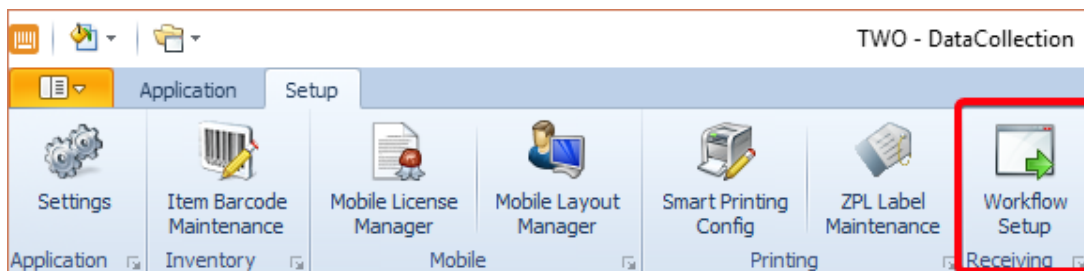 TWO - DataCollection
Application Setup
Settings
Item Barcode
Maintenance
Mobile License
Manager
Mobile Layout
Manager
Smart Printing
Config
ZPL Label
Maintenance
Workflow
Setup
Application Inventory Mobile Printing Receiving